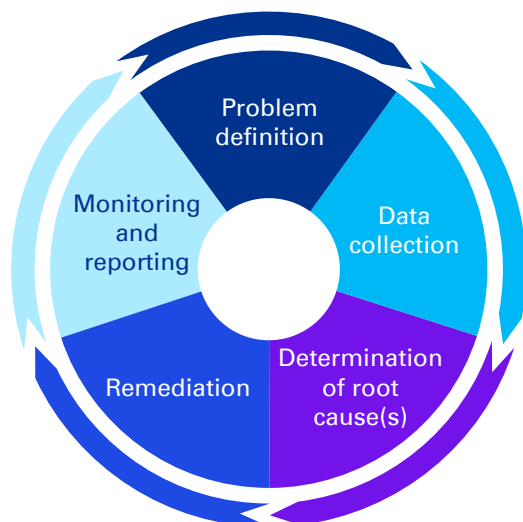 Problem
definition
Data
collection
Determination
of root
cause(s)
Remediation
Monitoring
and
reporting